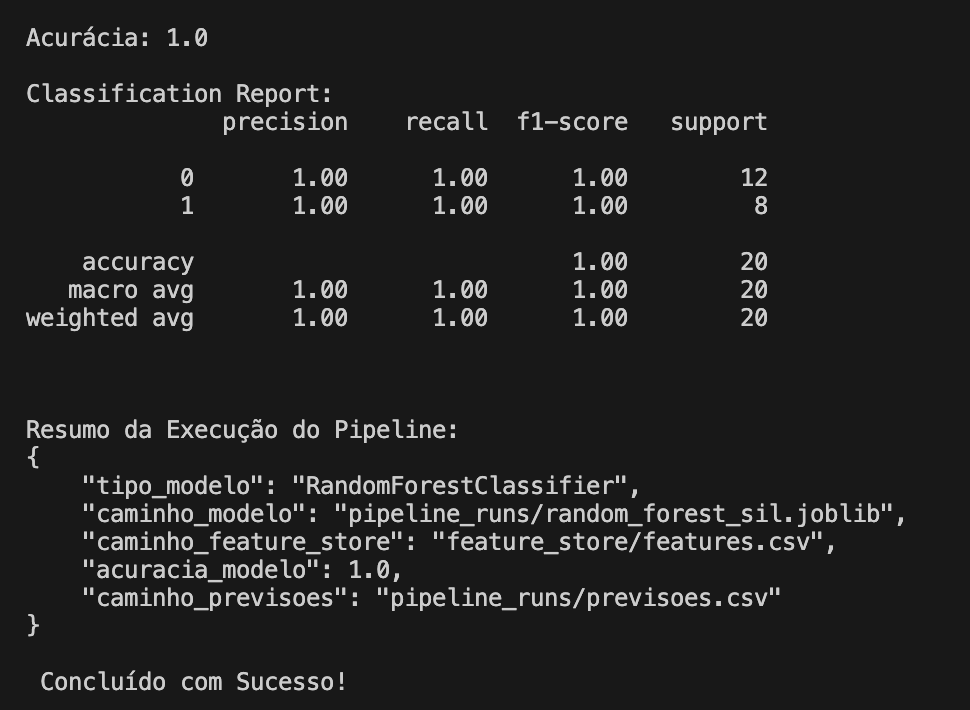 Acurácia: 1.0
Classification Report:
precision recall f1-score support
0 1.00 1.00 1.00 12
1 1.00 1.00 1.00 8
accuracy 1.00 20
macro avg 1.00 1.00 1.00 20
weighted avg 1.00 1.00 1.00 20
Resumo da Execução do Pipeline:
{
"tipo_modelo": "RandomForestClassifier",
"caminho_modelo": "pipeline_runs/random_forest_sil.joblib",
"caminho_feature_store": "feature_store/features.csv",
"acuracia_modelo": 1.0,
"caminho_previsoes": "pipeline_runs/previsoes.csv"
}
Concluído com Sucesso!